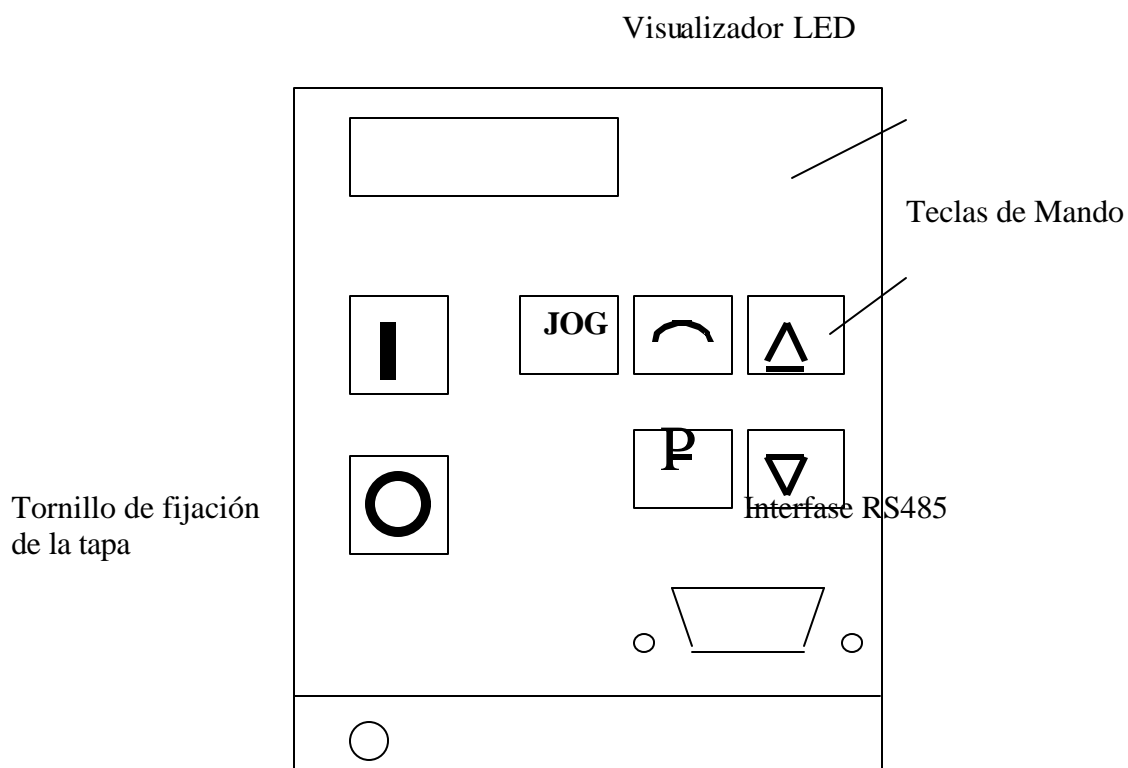 Visualizador LED
Teclas de Mando
JOG
P
Interfase RS485
Tornillo de fijación
de la tapa